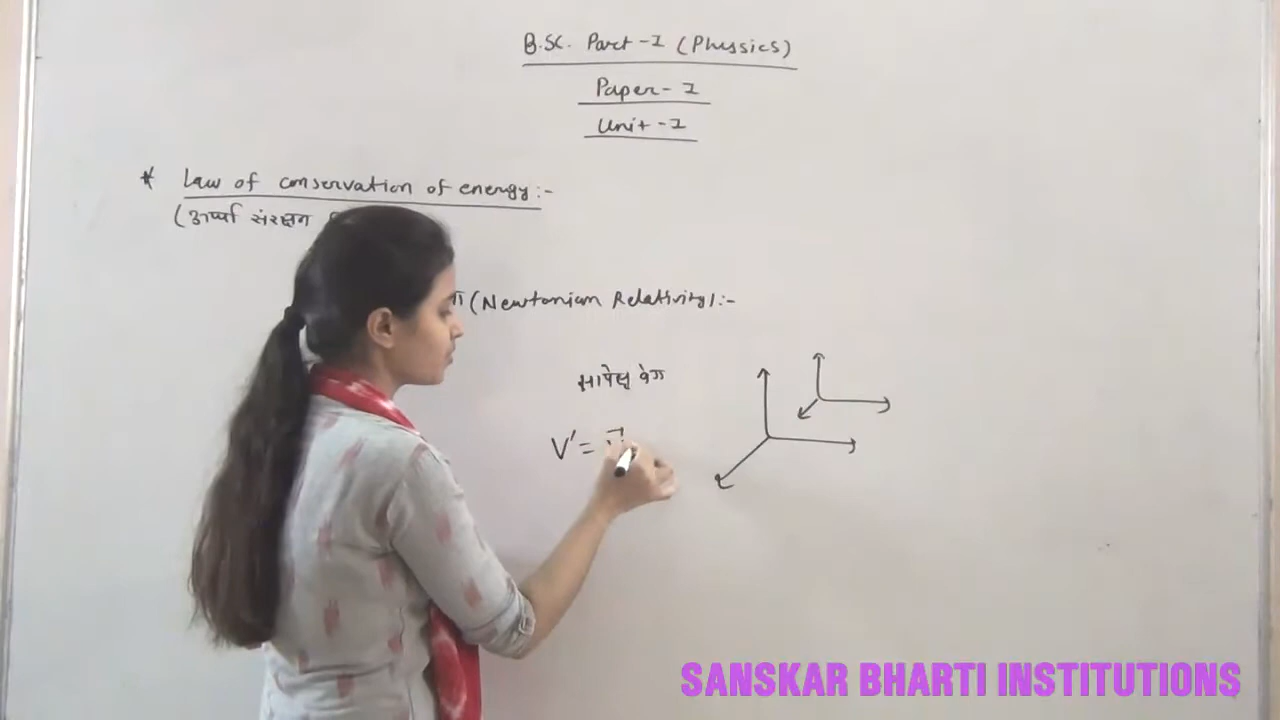 B.Sc. Part-I (Physics)
Paper-I
Unit-I
* Law of conservation of energy:-
(ऊर्जा संरक्षण
(Newtonian Relativity):-
सापेक्ष वेग
V' =
SANSKAR BHARTI INSTITUTIONS